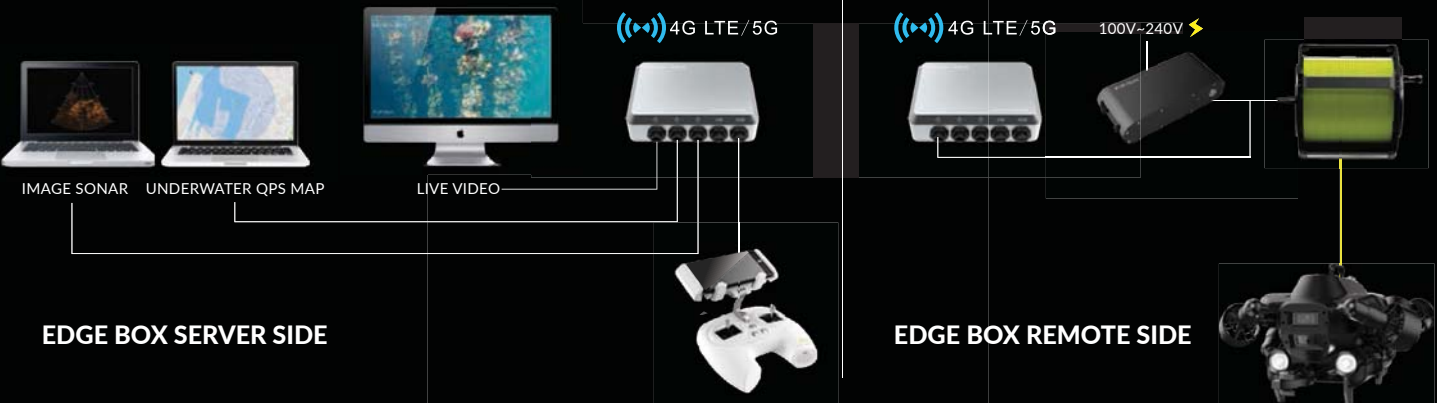 4G LTE/5G
4G LTE/5G
100V~240V
IMAGE SONAR
UNDERWATER QPS MAP
LIVE VIDEO
EDGE BOX SERVER SIDE
EDGE BOX REMOTE SIDE